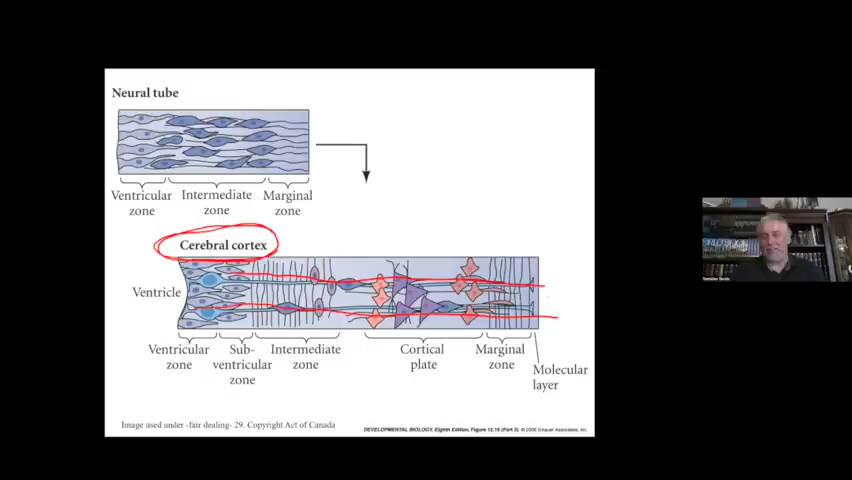 Neural tube
Ventricular
zone
Intermediate
zone
Marginal
zone
Cerebral cortex
Ventricle
Ventricular
zone
Sub-
ventricular
zone
Intermediate
zone
Cortical
plate
Marginal
zone
Molecular
layer
Image used under -fair dealing- 29. Copyright Act of Canada
DEVELOPMENTAL BIOLOGY, Eighth Edition, Figure 12.15 (Part 2) © 2006 Sinauer Associates, Inc.